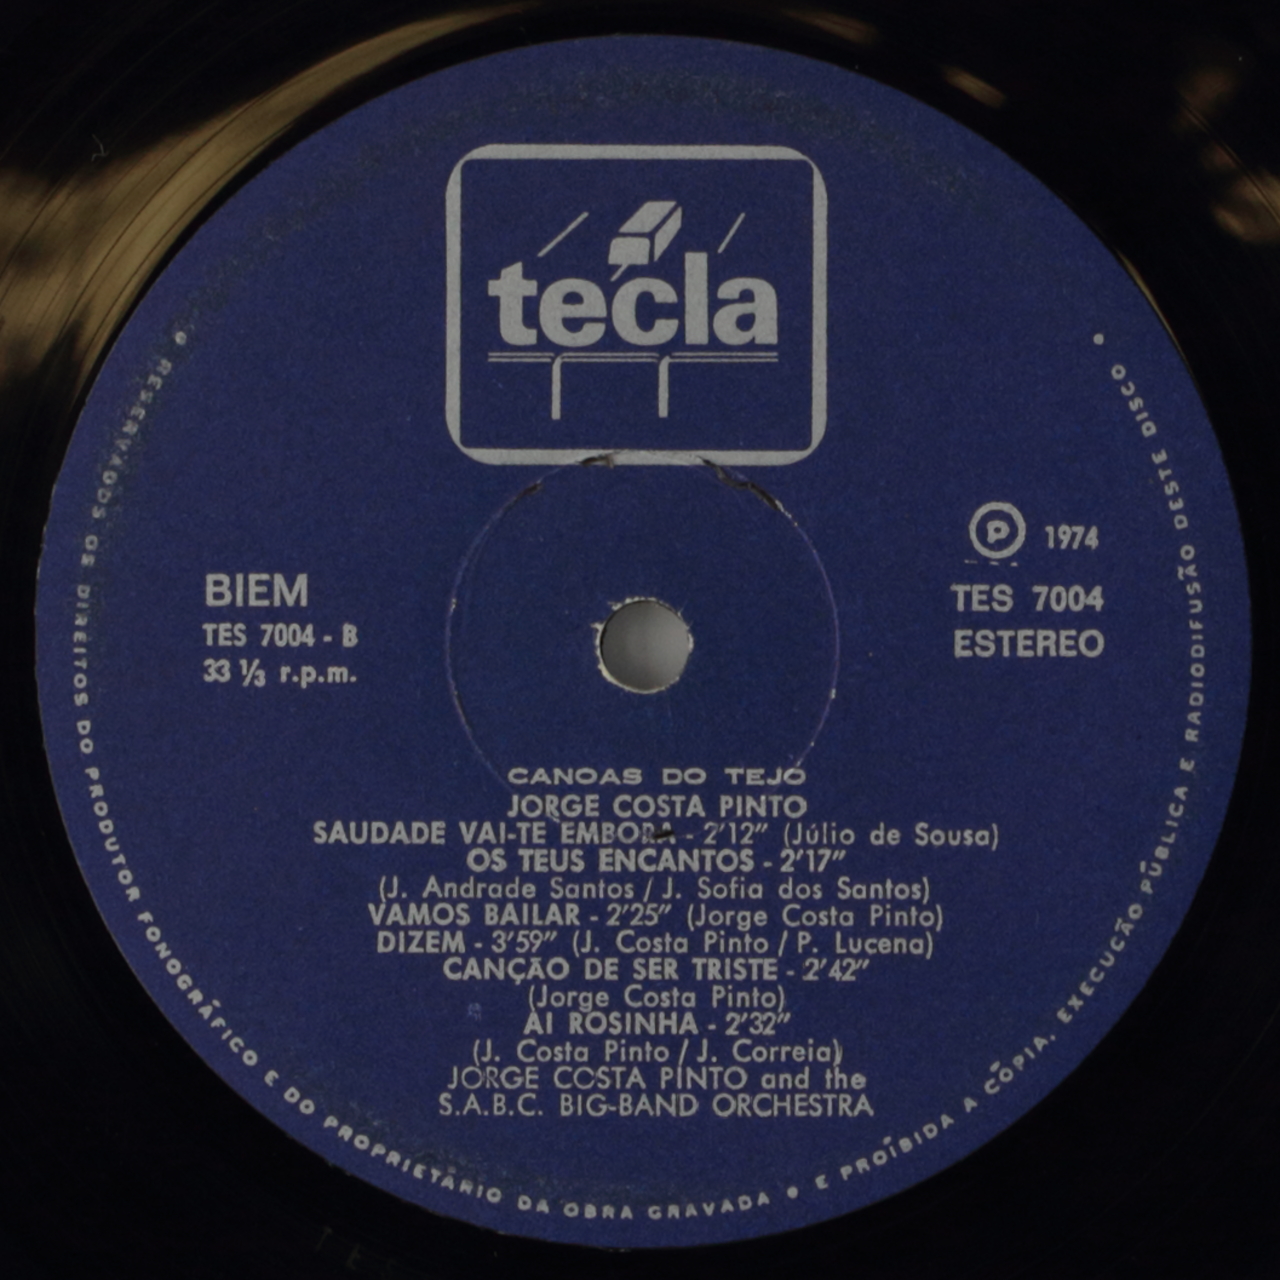 tecla
BIEM
TES 7004 - B
33 ⅓ r.p.m.
Ⓟ 1974
TES 7004
ESTEREO
CANOAS DO TEJO
JORGE COSTA PINTO
SAUDADE VAI-TE EMBORA - 2'12" (Júlio de Sousa)
OS TEUS ENCANTOS - 2'17"
(J. Andrade Santos / J. Sofia dos Santos)
VAMOS BAILAR - 2'25" (Jorge Costa Pinto)
DIZEM - 3'59" (J. Costa Pinto / P. Lucena)
CANÇÃO DE SER TRISTE - 2'42"
(Jorge Costa Pinto)
AI ROSINHA - 2'32"
(J. Costa Pinto / J. Correia)
JORGE COSTA PINTO and the
S.A.B.C. BIG-BAND ORCHESTRA
• RESERVADOS OS DIREITOS DO PRODUTOR FONOGRÁFICO E DO PROPRIETÁRIO DA OBRA GRAVADA • E PROÍBIDA A CÓPIA, EXECUÇÃO PÚBLICA E RADIODIFUSÃO DESTE DISCO •